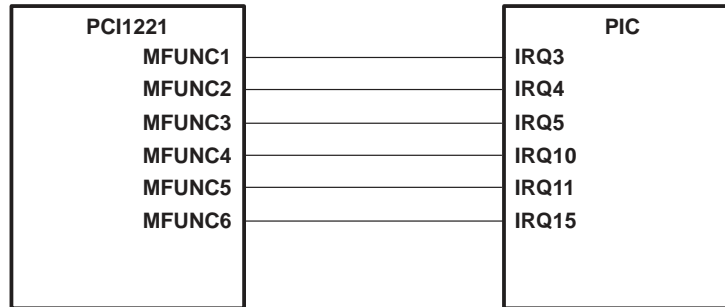 PCI1221 PIC
MFUNC1 IRQ3
MFUNC2 IRQ4
MFUNC3 IRQ5
MFUNC4 IRQ10
MFUNC5 IRQ11
MFUNC6 IRQ15